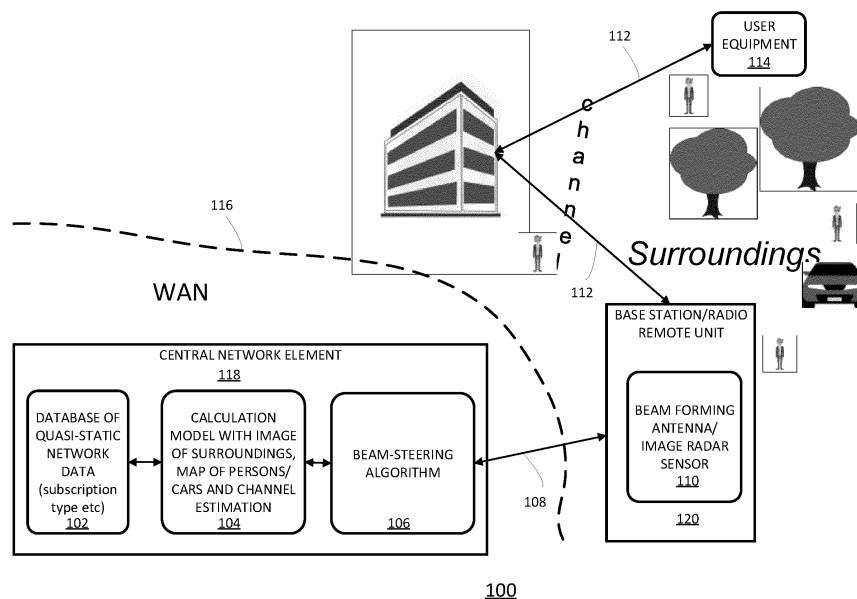 112
USER
EQUIPMENT
114
channel
116
WAN
112
Surroundings
BASE STATION/RADIO
REMOTE UNIT
CENTRAL NETWORK ELEMENT
118
DATABASE OF
QUASI-STATIC
NETWORK
DATA
(subscription
type etc)
102
CALCULATION
MODEL WITH IMAGE
OF SURROUNDINGS,
MAP OF PERSONS/
CARS AND CHANNEL
ESTIMATION
104
BEAM-STEERING
ALGORITHM
106
108
BEAM FORMING
ANTENNA/
IMAGE RADAR
SENSOR
110
120
100